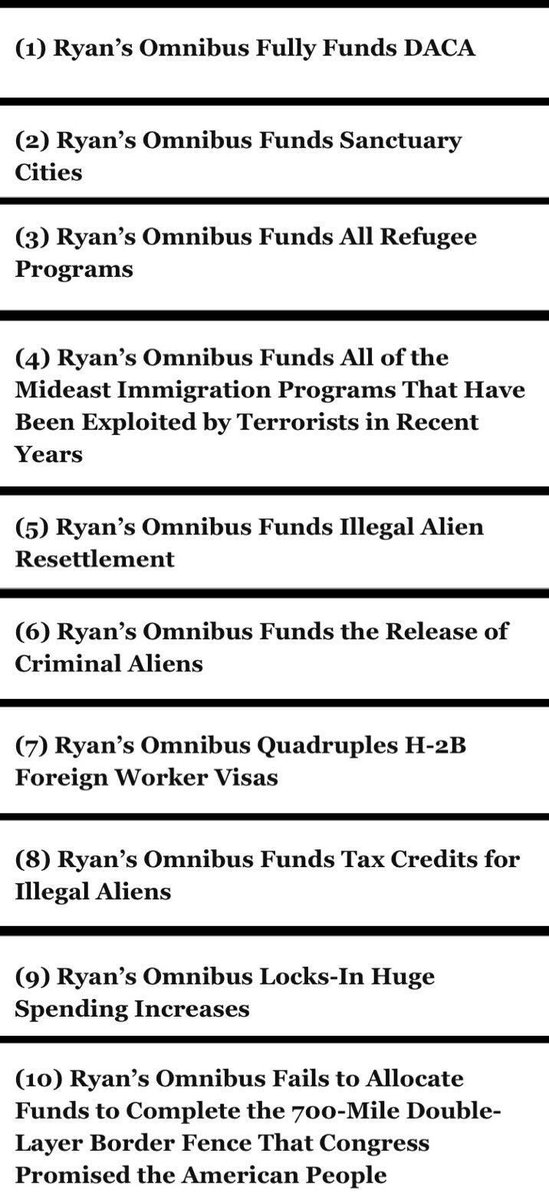 (1) Ryan’s Omnibus Fully Funds DACA
(2) Ryan’s Omnibus Funds Sanctuary
Cities
(3) Ryan’s Omnibus Funds All Refugee
Programs
(4) Ryan’s Omnibus Funds All of the
Mideast Immigration Programs That Have
Been Exploited by Terrorists in Recent
Years
(5) Ryan’s Omnibus Funds Illegal Alien
Resettlement
(6) Ryan’s Omnibus Funds the Release of
Criminal Aliens
(7) Ryan’s Omnibus Quadruples H-2B
Foreign Worker Visas
(8) Ryan’s Omnibus Funds Tax Credits for
Illegal Aliens
(9) Ryan’s Omnibus Locks-In Huge
Spending Increases
(10) Ryan’s Omnibus Fails to Allocate
Funds to Complete the 700-Mile Double-
Layer Border Fence That Congress
Promised the American People